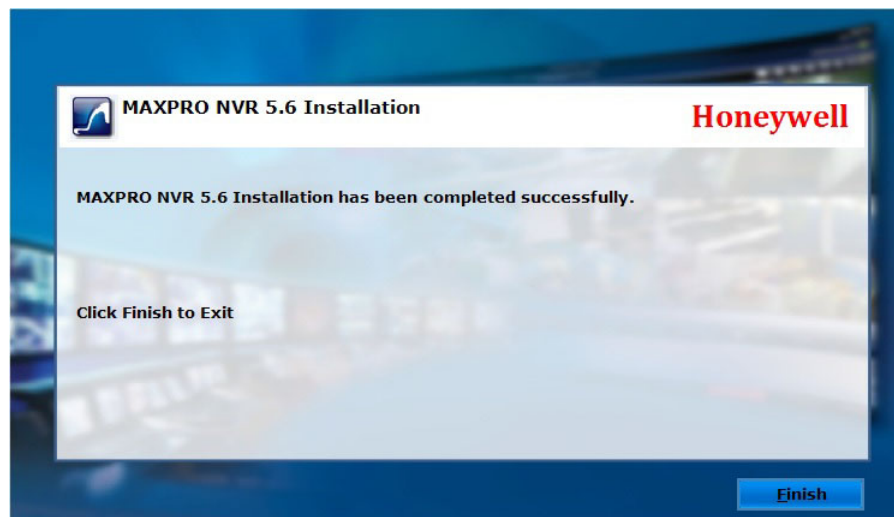 MAXPRO NVR 5.6 Installation
Honeywell
MAXPRO NVR 5.6 Installation has been completed successfully.
Click Finish to Exit
Finish